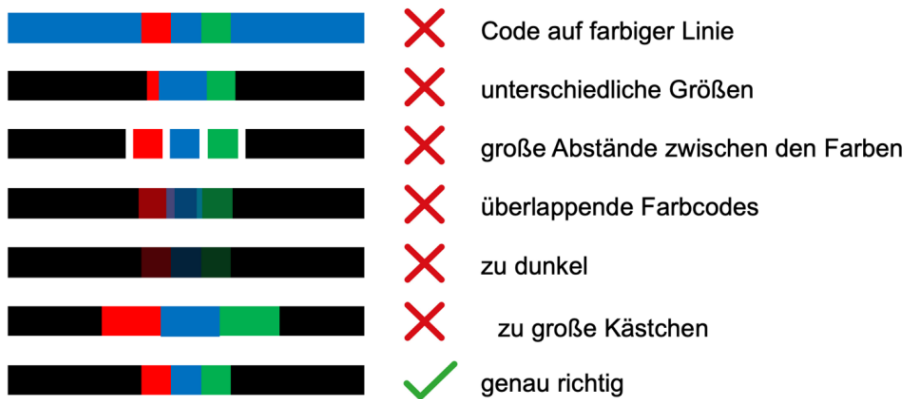 Code auf farbiger Linie
unterschiedliche Größen
große Abstände zwischen den Farben
überlappende Farbcodes
zu dunkel
zu große Kästchen
genau richtig